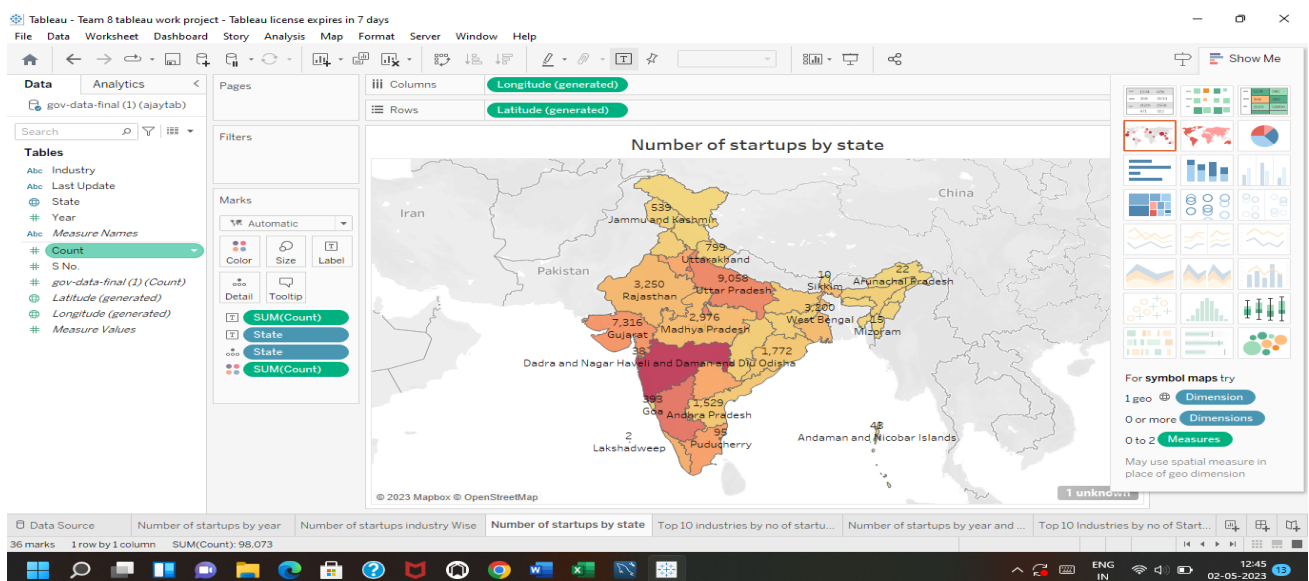 Tableau - Team 8 tableau work project - Tableau license expires in 7 days
File Data Worksheet Dashboard Story Analysis Map Format Server Window Help
Show Me
Data Analytics
gov-data-final (1) (ajaytab)
Search
Tables
Abc Industry
Abc Last Update
State
# Year
Abc Measure Names
# Count
# S No.
# gov-data-final (1) (Count)
Latitude (generated)
Longitude (generated)
# Measure Values
Pages
Filters
Marks
Automatic
Color Size Label
Detail Tooltip
SUM(Count)
State
State
SUM(Count)
Columns Longitude (generated)
Rows Latitude (generated)
Number of startups by state
Iran
China
Pakistan
539
Jammu and Kashmir
799
Uttarakhand
9,058
Uttar Pradesh
10
Sikkim
22
Arunachal Pradesh
3,250
Rajasthan
3,200
West Bengal
15
Mizoram
7,316
Gujarat
2,976
Madhya Pradesh
38
1,772
Dadra and Nagar Haveli and Daman and Diu Odisha
393
Goa
1,529
Andhra Pradesh
2
Lakshadweep
95
Puducherry
43
Andaman and Nicobar Islands
© 2023 Mapbox © OpenStreetMap
1 unknown
For symbol maps try
1 geo Dimension
0 or more Dimensions
0 to 2 Measures
May use spatial measure in
place of geo dimension
Data Source Number of startups by year Number of startups industry Wise Number of startups by state Top 10 industries by no of startu... Number of startups by year and ... Top 10 Industries by no of Start...
36 marks 1 row by 1 column SUM(Count): 98,073
ENG
IN
12:45
02-05-2023
13